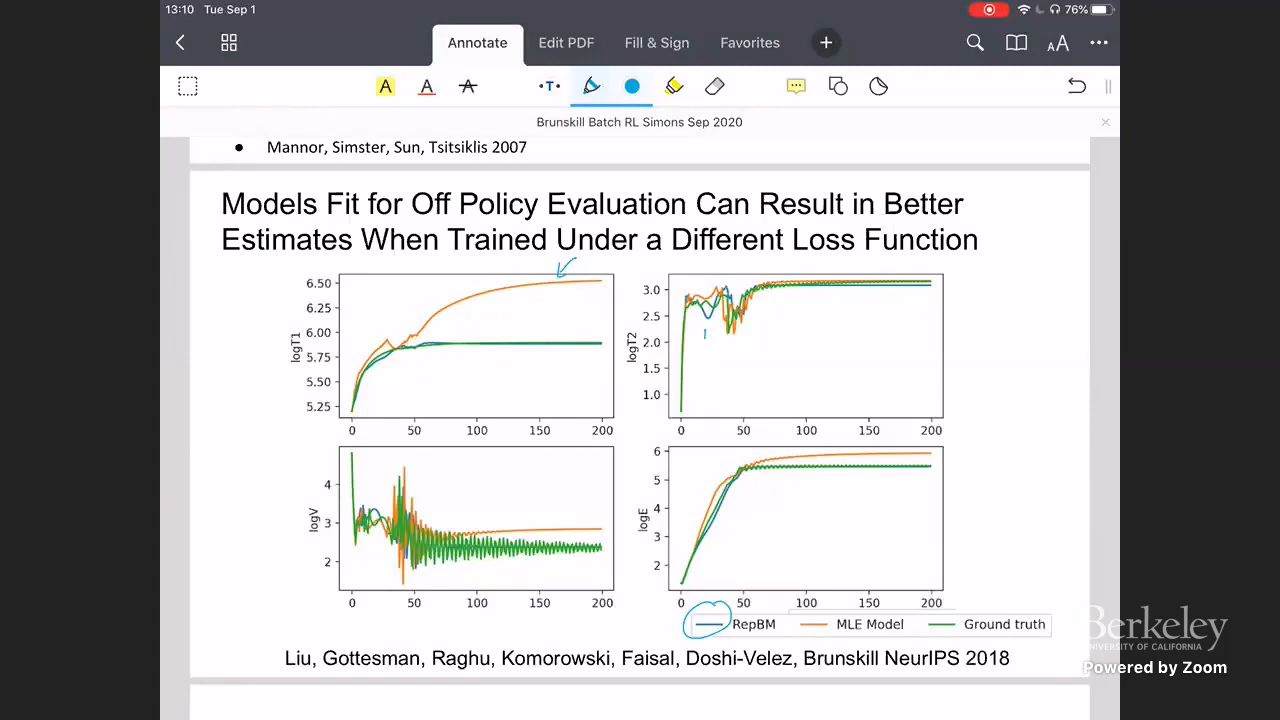 13:10 Tue Sep 1
76%
Annotate Edit PDF Fill & Sign Favorites
AA
A A A T
Brunskill Batch RL Simons Sep 2020
● Mannor, Simster, Sun, Tsitsiklis 2007
Models Fit for Off Policy Evaluation Can Result in Better
Estimates When Trained Under a Different Loss Function
logT1
6.50
6.25
6.00
5.75
5.50
5.25
0 50 100 150 200
logT2
3.0
2.5
2.0
1.5
1.0
0 50 100 150 200
logV
4
3
2
0 50 100 150 200
logE
6
5
4
3
2
0 50 100 150 200
RepBM MLE Model Ground truth
Liu, Gottesman, Raghu, Komorowski, Faisal, Doshi-Velez, Brunskill NeurIPS 2018
Berkeley
UNIVERSITY OF CALIFORNIA
Powered by Zoom